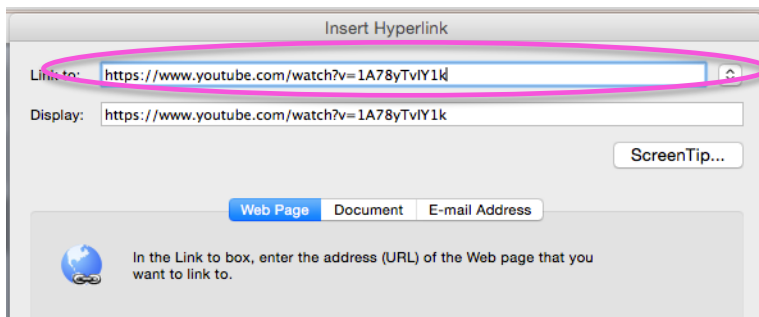 Insert Hyperlink
Link to: https://www.youtube.com/watch?v=1A78yTvIY1k
Display: https://www.youtube.com/watch?v=1A78yTvIY1k
ScreenTip...
Web Page Document E-mail Address
In the Link to box, enter the address (URL) of the Web page that you
want to link to.